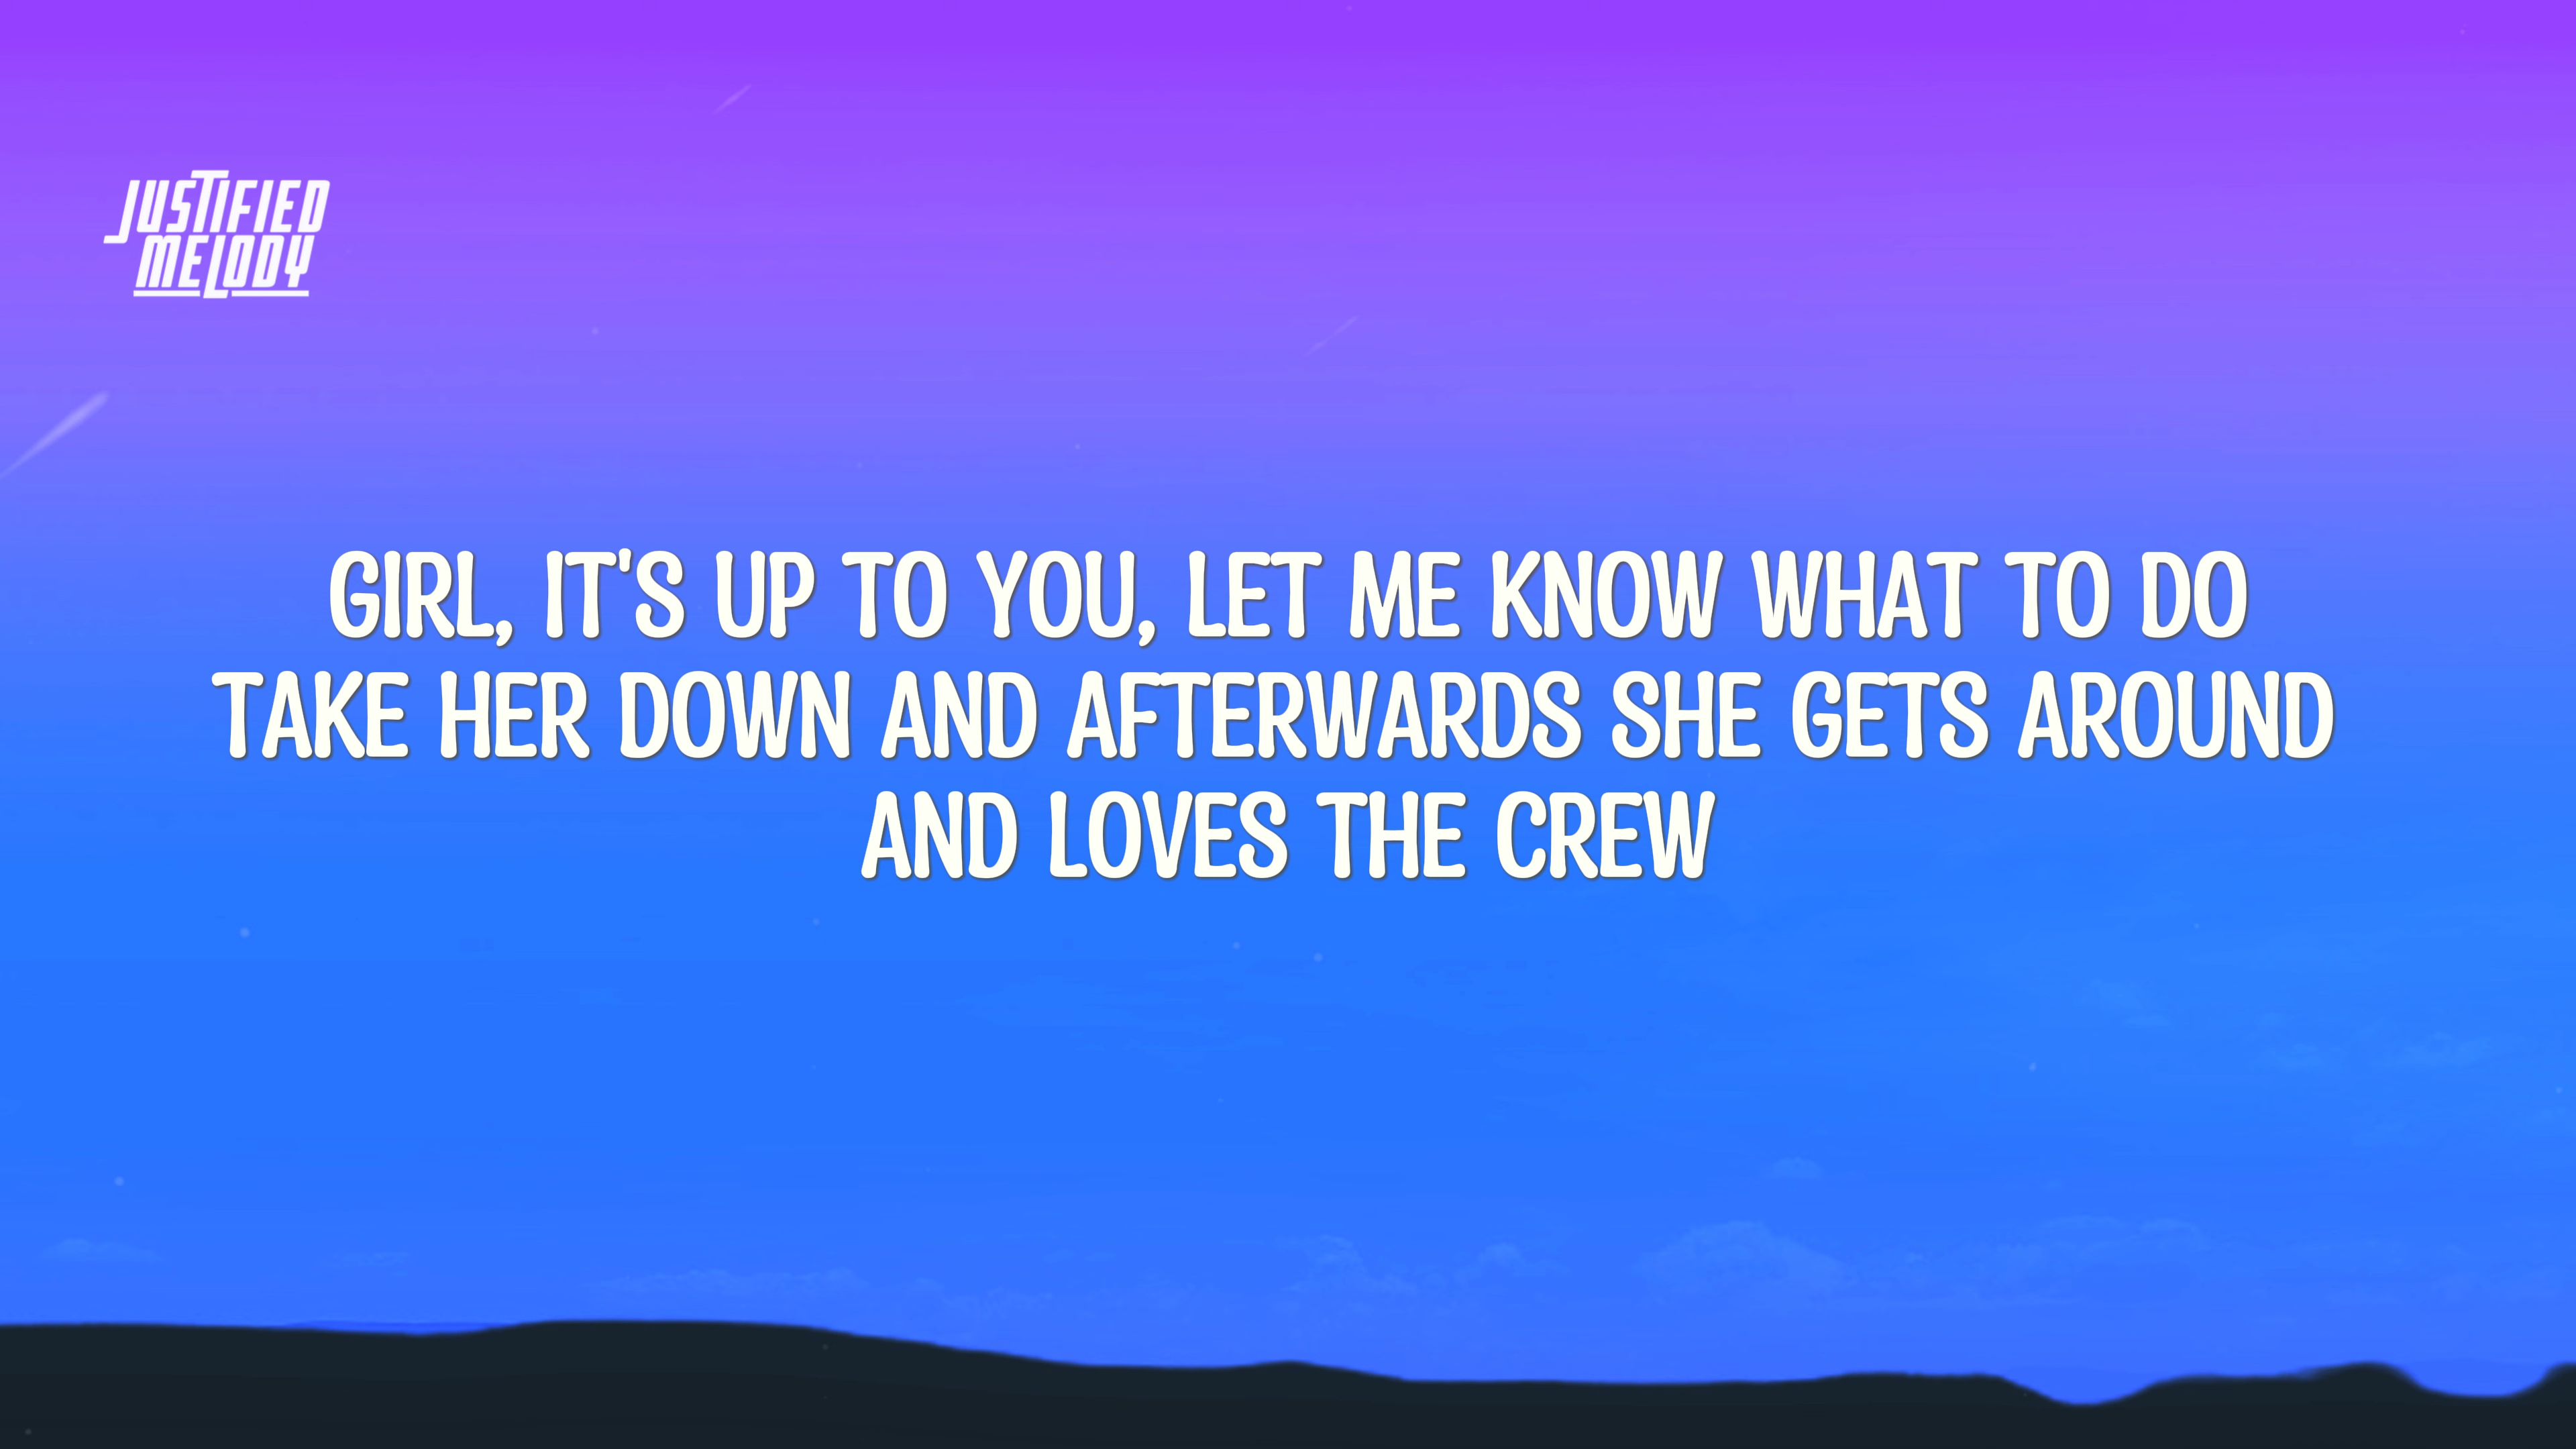 JUSTIFIED
MELODY
GIRL, IT'S UP TO YOU, LET ME KNOW WHAT TO DO
TAKE HER DOWN AND AFTERWARDS SHE GETS AROUND
AND LOVES THE CREW